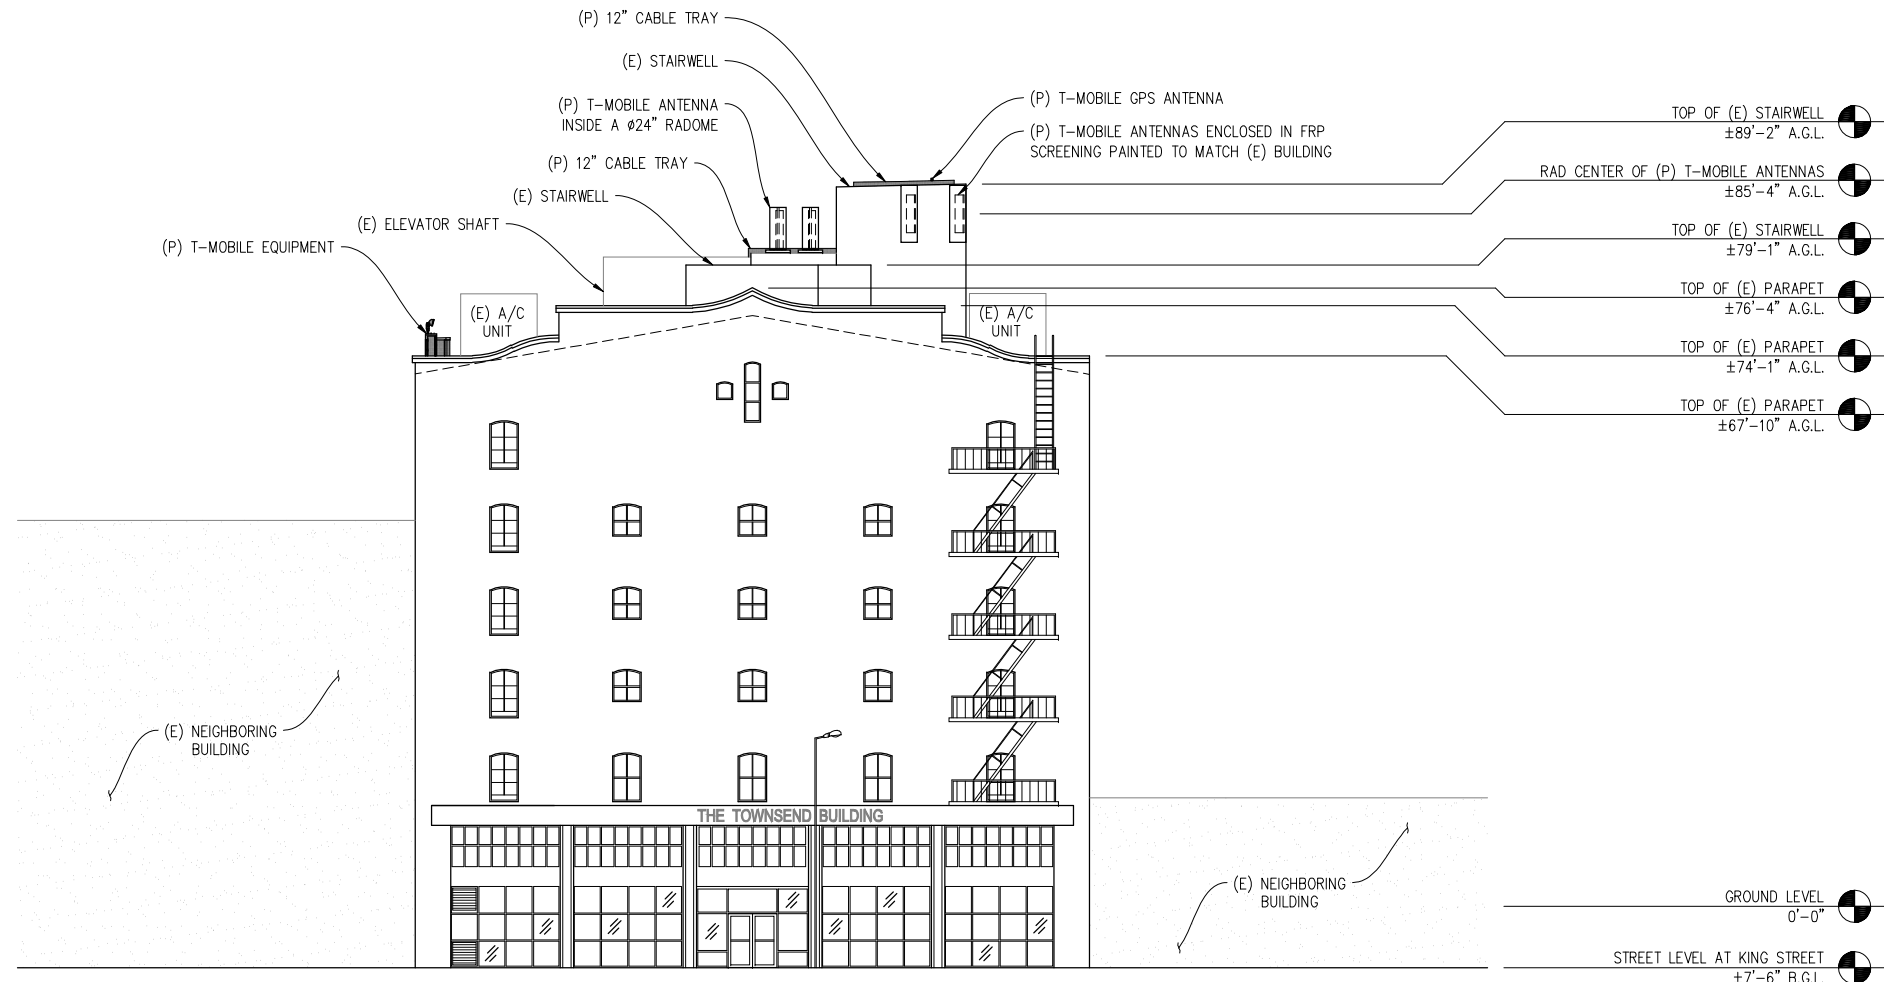 (P) 12" CABLE TRAY
(E) STAIRWELL
(P) T-MOBILE ANTENNA
INSIDE A ø24" RADOME
(P) 12" CABLE TRAY
(E) STAIRWELL
(E) ELEVATOR SHAFT
(P) T-MOBILE EQUIPMENT
(P) T-MOBILE GPS ANTENNA
(P) T-MOBILE ANTENNAS ENCLOSED IN FRP
SCREENING PAINTED TO MATCH (E) BUILDING
TOP OF (E) STAIRWELL
±89'-2" A.G.L.
RAD CENTER OF (P) T-MOBILE ANTENNAS
±85'-4" A.G.L.
TOP OF (E) STAIRWELL
±79'-1" A.G.L.
TOP OF (E) PARAPET
±76'-4" A.G.L.
TOP OF (E) PARAPET
±74'-1" A.G.L.
TOP OF (E) PARAPET
±67'-10" A.G.L.
(E) A/C
UNIT
(E) A/C
UNIT
(E) NEIGHBORING
BUILDING
THE TOWNSEND BUILDING
(E) NEIGHBORING
BUILDING
GROUND LEVEL
0'-0"
STREET LEVEL AT KING STREET
±7'-6" B.G.L.